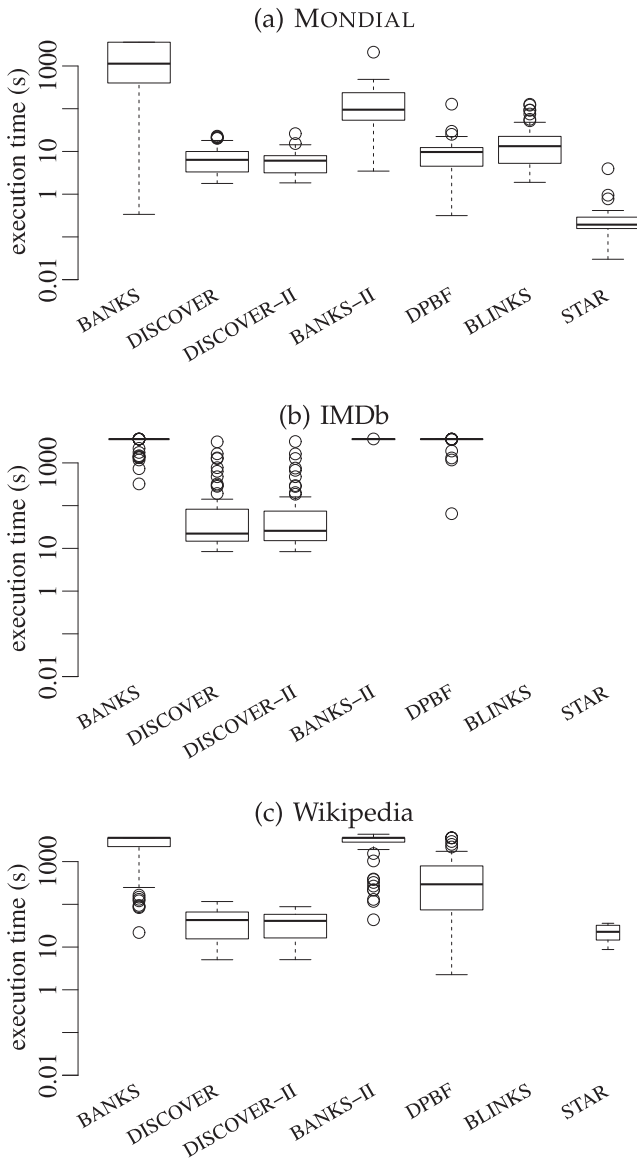 (a) MONDIAL
execution time (s)
1000
10
1
0.01
BANKS
DISCOVER
DISCOVER−II
BANKS−II
DPBF
BLINKS
STAR
(b) IMDb
execution time (s)
1000
10
1
0.01
BANKS
DISCOVER
DISCOVER−II
BANKS−II
DPBF
BLINKS
STAR
(c) Wikipedia
execution time (s)
1000
10
1
0.01
BANKS
DISCOVER
DISCOVER−II
BANKS−II
DPBF
BLINKS
STAR